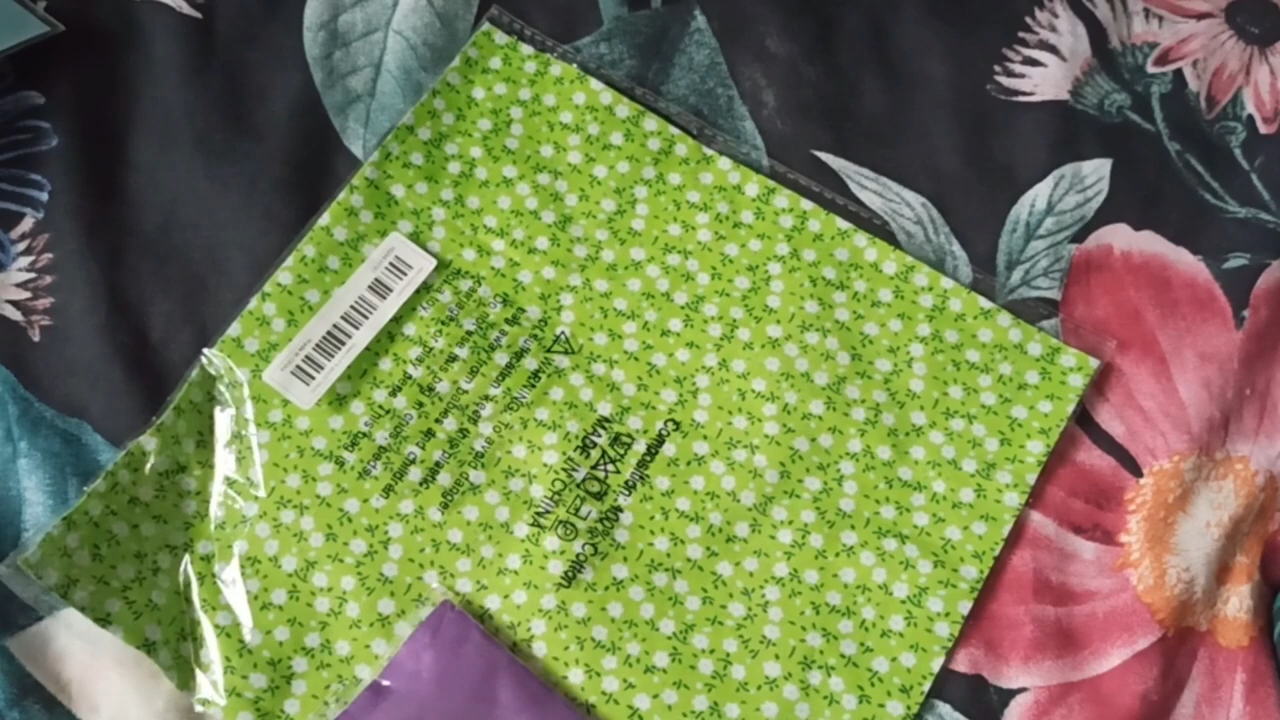 Composition: 100% Cotton
MADE IN CHINA
WARNING: To avoid danger
of suffocation, keep this plastic
bag away from babies and children.
Do not use this bag in cribs, beds,
carriages or play pens. This bag is
toy.